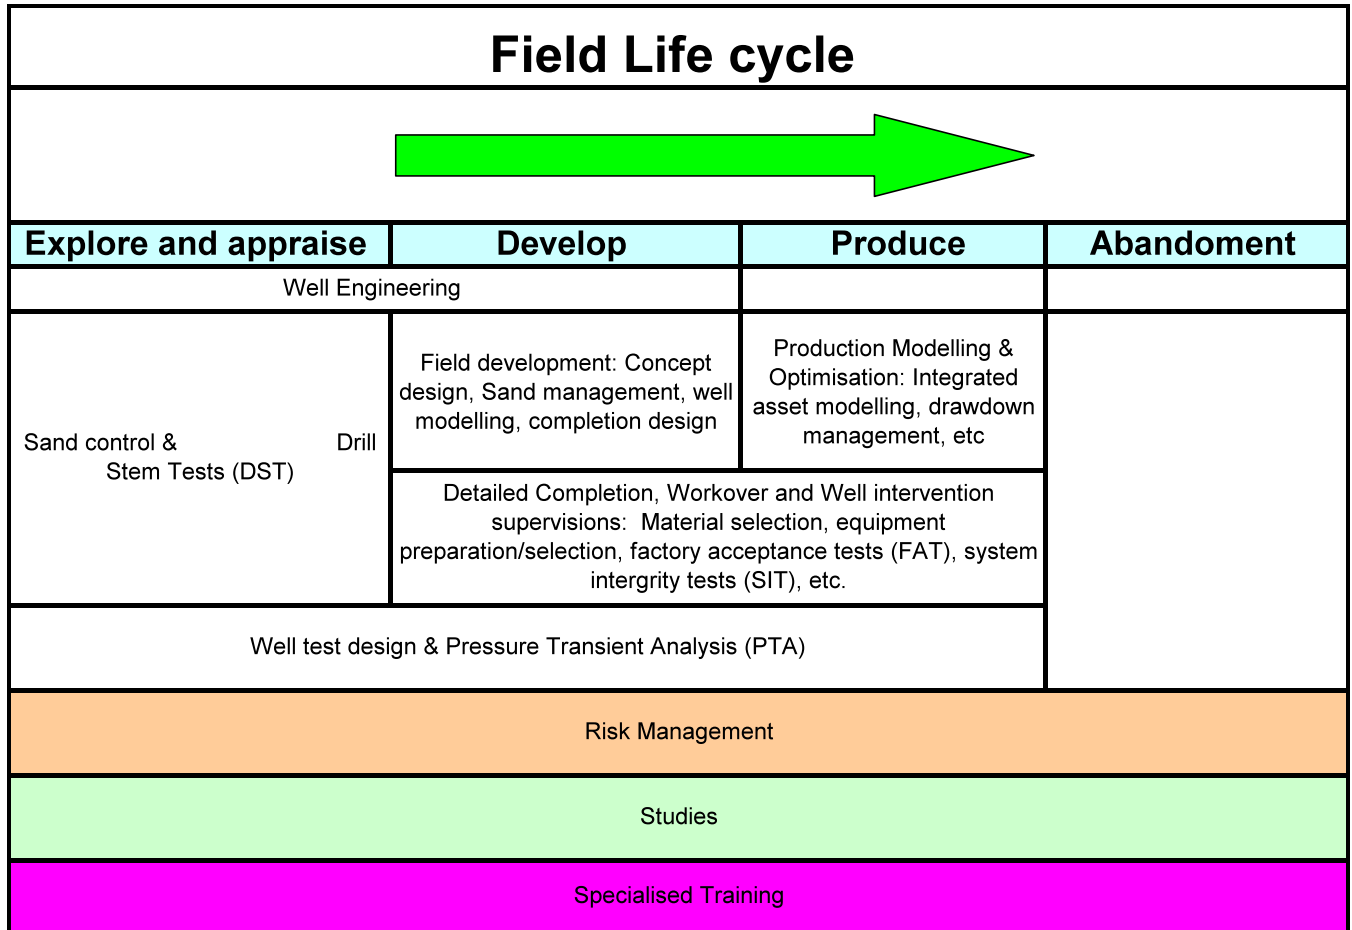 Field Life cycle
Explore and appraise
Develop
Produce
Abandoment
Well Engineering
Sand control & Drill
Stem Tests (DST)
Field development: Concept
design, Sand management, well
modelling, completion design
Production Modelling &
Optimisation: Integrated
asset modelling, drawdown
management, etc
Detailed Completion, Workover and Well intervention
supervisions: Material selection, equipment
preparation/selection, factory acceptance tests (FAT), system
intergrity tests (SIT), etc.
Well test design & Pressure Transient Analysis (PTA)
Risk Management
Studies
Specialised Training